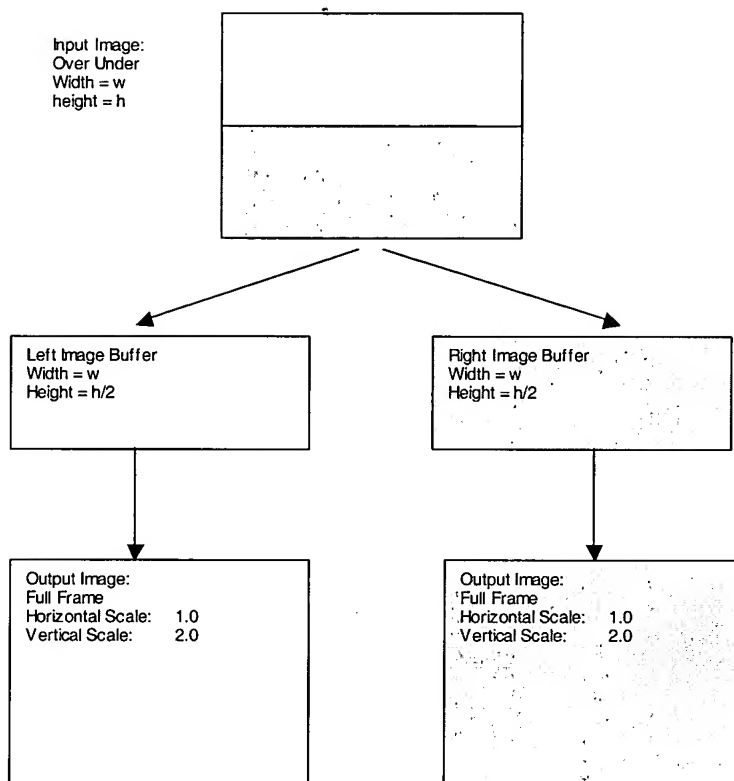 Input Image:
Over Under
Width = w
height = h
Left Image Buffer
Width = w
Height = h/2
Right Image Buffer
Width = w
Height = h/2
Output Image:
Full Frame
Horizontal Scale: 1.0
Vertical Scale: 2.0
Output Image:
Full Frame
Horizontal Scale: 1.0
Vertical Scale: 2.0